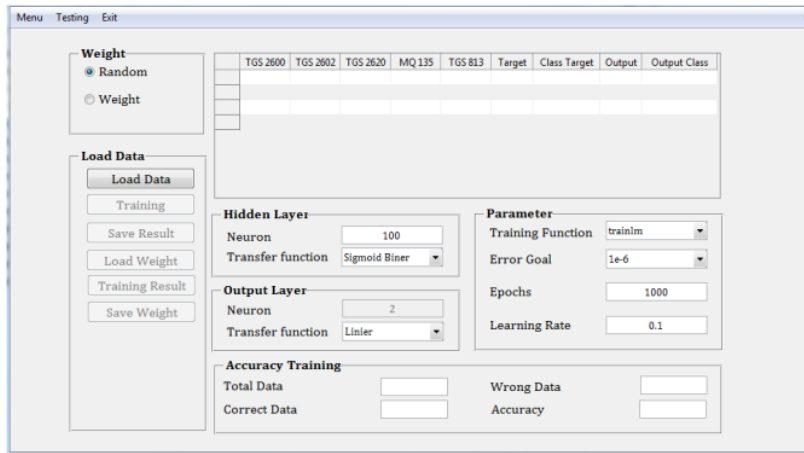 Menu Testing Exit
Weight
Random
Weight
TGS 2600 TGS 2602 TGS 2620 MQ 135 TGS 813 Target Class Target Output Output Class
Load Data
Load Data
Training
Save Result
Load Weight
Training Result
Save Weight
Hidden Layer
Neuron 100
Transfer function Sigmoid Biner
Output Layer
Neuron 2
Transfer function Linier
Parameter
Training Function trainlm
Error Goal 1e-6
Epochs 1000
Learning Rate 0.1
Accuracy Training
Total Data Wrong Data
Correct Data Accuracy